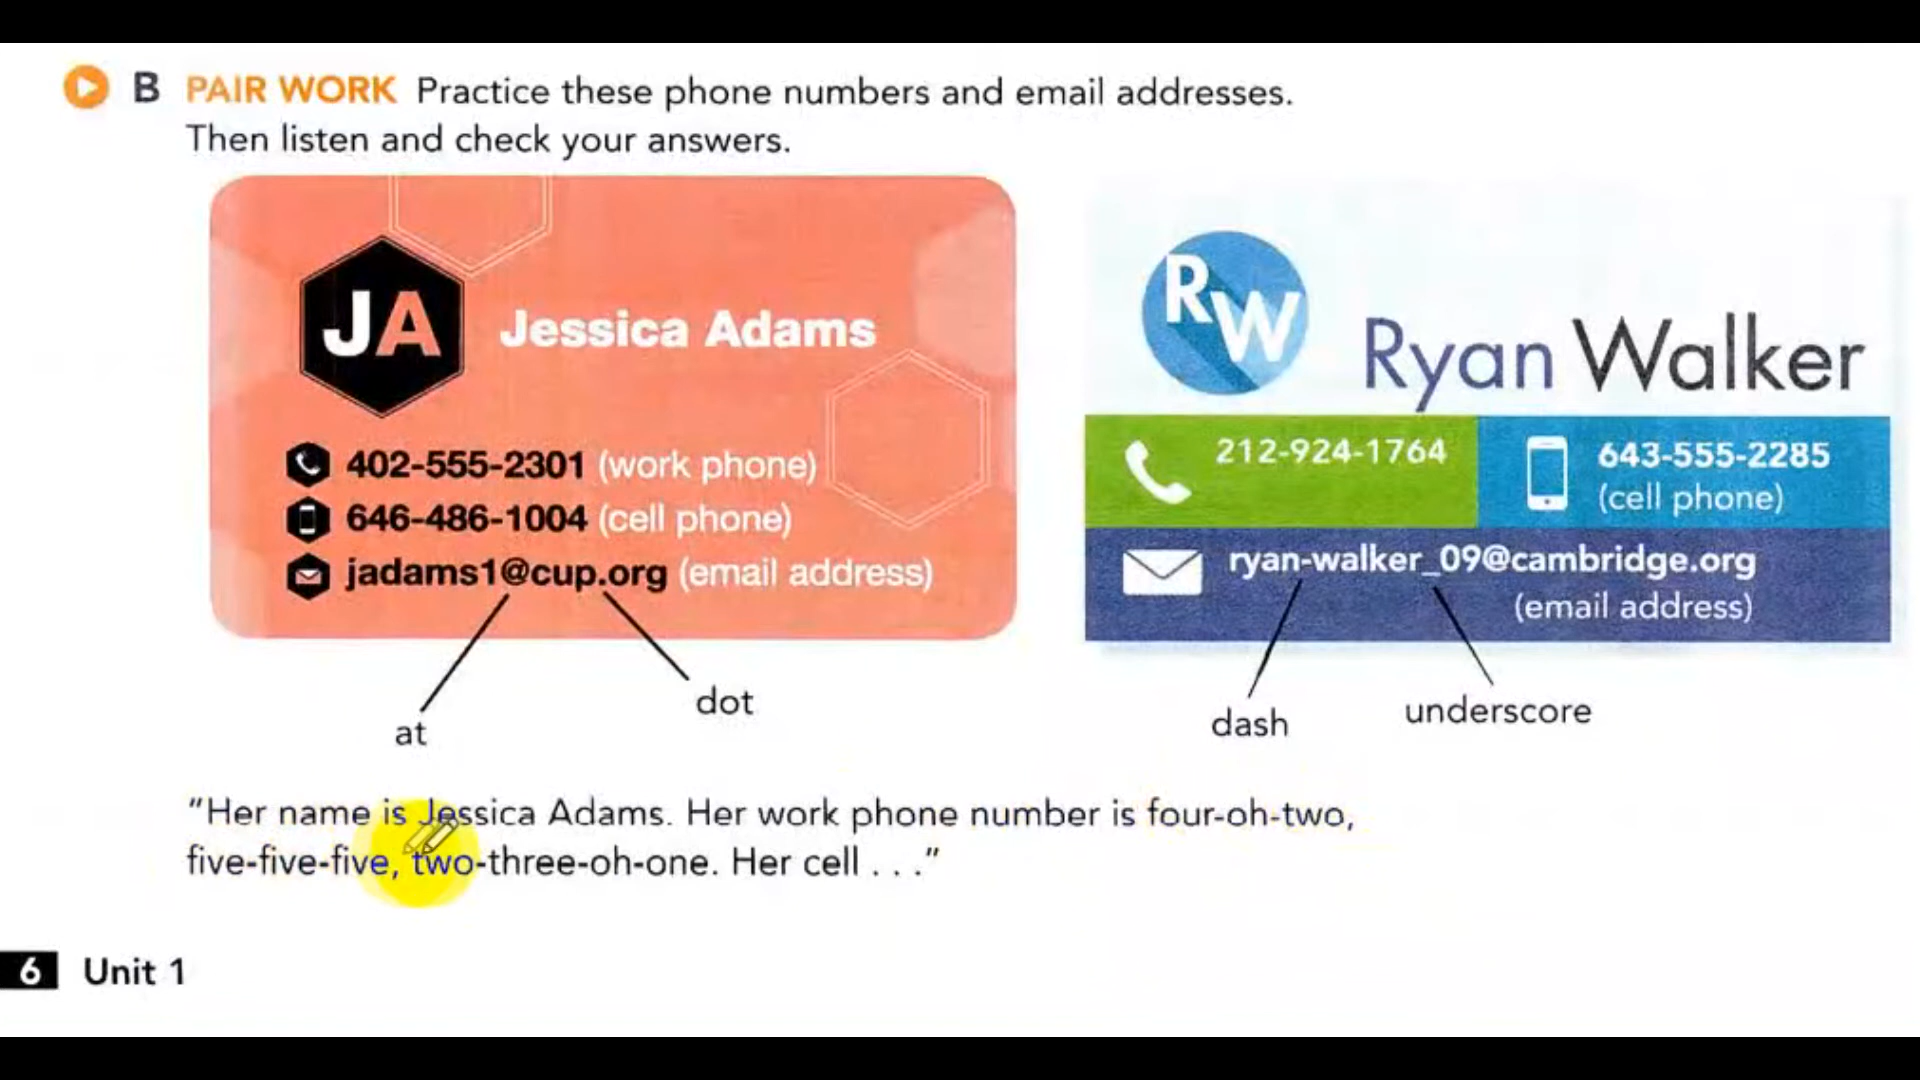 B PAIR WORK Practice these phone numbers and email addresses.
Then listen and check your answers.
JA
Jessica Adams
402-555-2301 (work phone)
646-486-1004 (cell phone)
jadams1@cup.org (email address)
at
dot
RW
Ryan Walker
212-924-1764
643-555-2285
(cell phone)
ryan-walker_09@cambridge.org
(email address)
dash
underscore
"Her name is Jessica Adams. Her work phone number is four-oh-two,
five-five-five, two-three-oh-one. Her cell . . ."
6 Unit 1